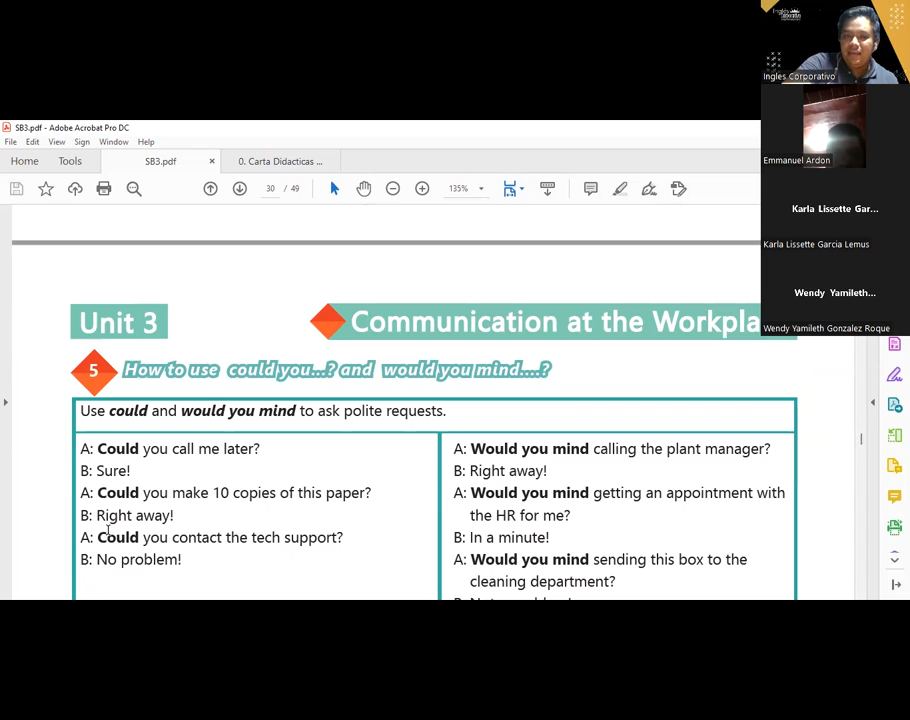 SB3.pdf - Adobe Acrobat Pro DC
File Edit View Sign Window Help
Home Tools SB3.pdf × 0. Carta Didacticas ... ×
30 / 49 135%
Unit 3 Communication at the Workpla
5 How to use could you...? and would you mind....?
Use could and would you mind to ask polite requests.
A: Could you call me later?
B: Sure!
A: Could you make 10 copies of this paper?
B: Right away!
A: Could you contact the tech support?
B: No problem!
A: Would you mind calling the plant manager?
B: Right away!
A: Would you mind getting an appointment with
the HR for me?
B: In a minute!
A: Would you mind sending this box to the
cleaning department?
Ingles Corporativo
Emmanuel Ardon
Karla Lissette Gar...
Karla Lissette Garcia Lemus
Wendy Yamileth...
Wendy Yamileth Gonzalez Roque